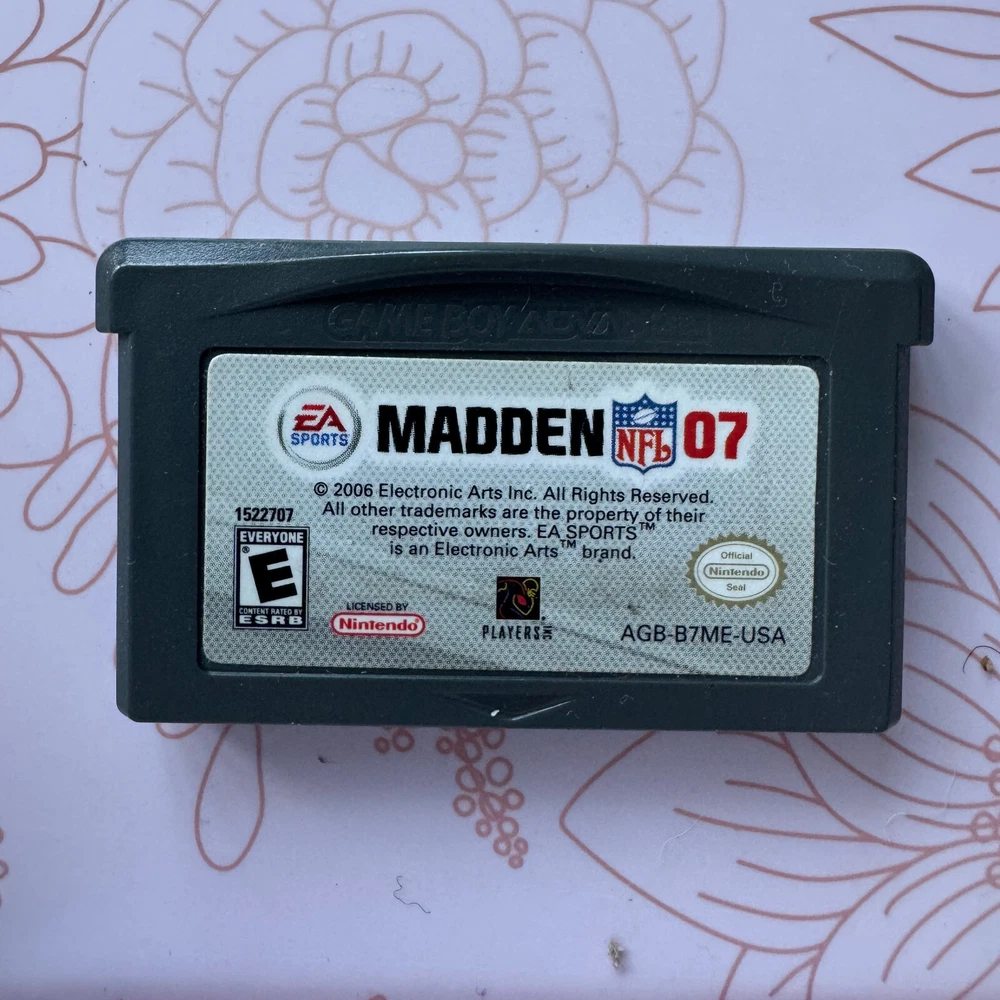 GAME BOY ADVANCE
EA
SPORTS™
MADDEN NFL 07
© 2006 Electronic Arts Inc. All Rights Reserved.
All other trademarks are the property of their
respective owners. EA SPORTS™
is an Electronic Arts™ brand.
1522707
EVERYONE
E
®
CONTENT RATED BY
ESRB
LICENSED BY
Nintendo®
PLAYERS INC
Official
Nintendo
Seal
AGB-B7ME-USA